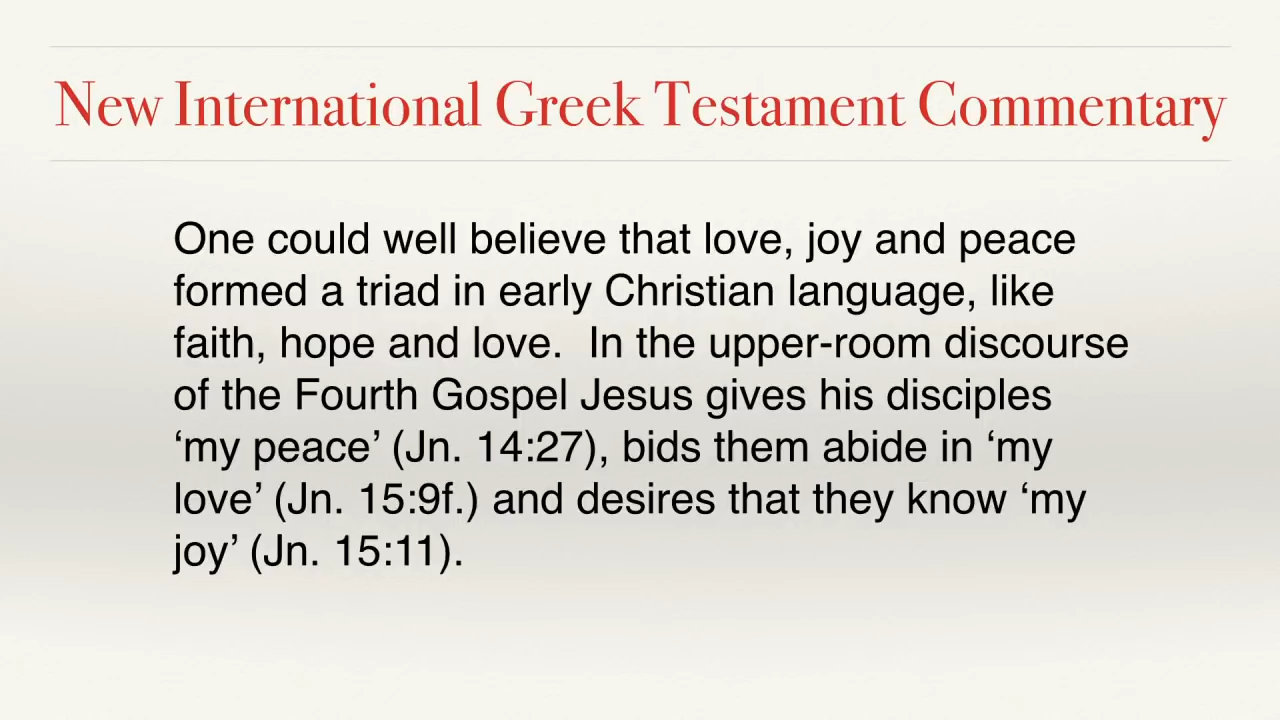 New International Greek Testament Commentary
One could well believe that love, joy and peace
formed a triad in early Christian language, like
faith, hope and love.  In the upper-room discourse
of the Fourth Gospel Jesus gives his disciples
‘my peace’ (Jn. 14:27), bids them abide in ‘my
love’ (Jn. 15:9f.) and desires that they know ‘my
joy’ (Jn. 15:11).